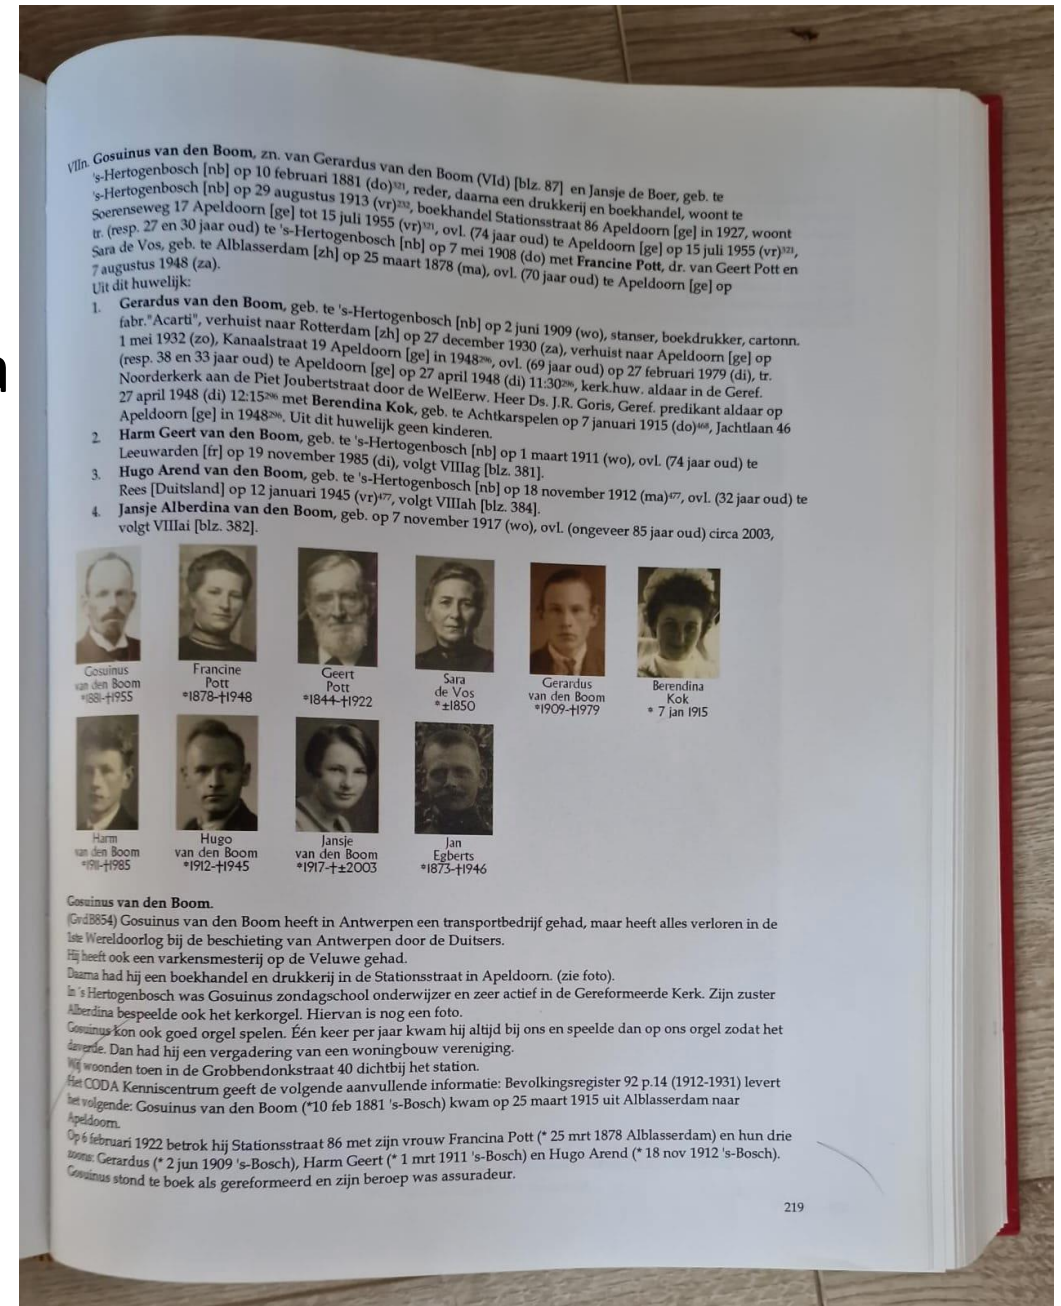 VIIn. Gosuinus van den Boom, zn. van Gerardus van den Boom (VId) [blz. 87] en Jansje de Boer, geb. te
's-Hertogenbosch [nb] op 10 februari 1881 (do)³²¹, reder, daarna een drukkerij en boekhandel, woont te
's-Hertogenbosch [nb] op 29 augustus 1913 (vr)²³², boekhandel Stationsstraat 86 Apeldoorn [ge] in 1927, woont
Soerenseweg 17 Apeldoorn [ge] tot 15 juli 1955 (vr)³²¹, ovl. (74 jaar oud) te Apeldoorn [ge] op 15 juli 1955 (vr)³²¹,
tr. (resp. 27 en 30 jaar oud) te 's-Hertogenbosch [nb] op 7 mei 1908 (do) met Francine Pott, dr. van Geert Pott en
Sara de Vos, geb. te Alblasserdam [zh] op 25 maart 1878 (ma), ovl. (70 jaar oud) te Apeldoorn [ge] op
7 augustus 1948 (za).
Uit dit huwelijk:
1. Gerardus van den Boom, geb. te 's-Hertogenbosch [nb] op 2 juni 1909 (wo), stanser, boekdrukker, cartonn.
fabr."Acarti", verhuist naar Rotterdam [zh] op 27 december 1930 (za), verhuist naar Apeldoorn [ge] op
1 mei 1932 (zo), Kanaalstraat 19 Apeldoorn [ge] in 1948²⁹⁶, ovl. (69 jaar oud) op 27 februari 1979 (di), tr.
(resp. 38 en 33 jaar oud) te Apeldoorn [ge] op 27 april 1948 (di) 11:30²⁹⁶, kerk.huw. aldaar in de Geref.
Noorderkerk aan de Piet Joubertstraat door de WelEerw. Heer Ds. J.R. Goris, Geref. predikant aldaar op
27 april 1948 (di) 12:15²⁹⁶ met Berendina Kok, geb. te Achtkarspelen op 7 januari 1915 (do)⁴⁶⁸, Jachtlaan 46
Apeldoorn [ge] in 1948²⁹⁶. Uit dit huwelijk geen kinderen.
2. Harm Geert van den Boom, geb. te 's-Hertogenbosch [nb] op 1 maart 1911 (wo), ovl. (74 jaar oud) te
Leeuwarden [fr] op 19 november 1985 (di), volgt VIIIag [blz. 381].
3. Hugo Arend van den Boom, geb. te 's-Hertogenbosch [nb] op 18 november 1912 (ma)⁴⁷⁷, ovl. (32 jaar oud) te
Rees [Duitsland] op 12 januari 1945 (vr)⁴⁷⁷, volgt VIIIah [blz. 384].
4. Jansje Alberdina van den Boom, geb. op 7 november 1917 (wo), ovl. (ongeveer 85 jaar oud) circa 2003,
volgt VIIIai [blz. 382].
Gosuinus
van den Boom
*1881-†1955
Francine
Pott
*1878-†1948
Geert
Pott
*1844-†1922
Sara
de Vos
*±1850
Gerardus
van den Boom
*1909-†1979
Berendina
Kok
* 7 jan 1915
Harm
van den Boom
*1911-†1985
Hugo
van den Boom
*1912-†1945
Jansje
van den Boom
*1917-†±2003
Jan
Egberts
*1873-†1946
Gosuinus van den Boom.
(GvdB854) Gosuinus van den Boom heeft in Antwerpen een transportbedrijf gehad, maar heeft alles verloren in de
1ste Wereldoorlog bij de beschieting van Antwerpen door de Duitsers.
Hij heeft ook een varkensmesterij op de Veluwe gehad.
Daarna had hij een boekhandel en drukkerij in de Stationsstraat in Apeldoorn. (zie foto).
In 's Hertogenbosch was Gosuinus zondagschool onderwijzer en zeer actief in de Gereformeerde Kerk. Zijn zuster
Alberdina bespeelde ook het kerkorgel. Hiervan is nog een foto.
Gosuinus kon ook goed orgel spelen. Één keer per jaar kwam hij altijd bij ons en speelde dan op ons orgel zodat het
daverde. Dan had hij een vergadering van een woningbouw vereniging.
Wij woonden toen in de Grobbendonkstraat 40 dichtbij het station.
Het CODA Kenniscentrum geeft de volgende aanvullende informatie: Bevolkingsregister 92 p.14 (1912-1931) levert
het volgende: Gosuinus van den Boom (*10 feb 1881 's-Bosch) kwam op 25 maart 1915 uit Alblasserdam naar
Apeldoorn.
Op 6 februari 1922 betrok hij Stationsstraat 86 met zijn vrouw Francina Pott (* 25 mrt 1878 Alblasserdam) en hun drie
zoons: Gerardus (* 2 jun 1909 's-Bosch), Harm Geert (* 1 mrt 1911 's-Bosch) en Hugo Arend (* 18 nov 1912 's-Bosch).
Gosuinus stond te boek als gereformeerd en zijn beroep was assuradeur.
219